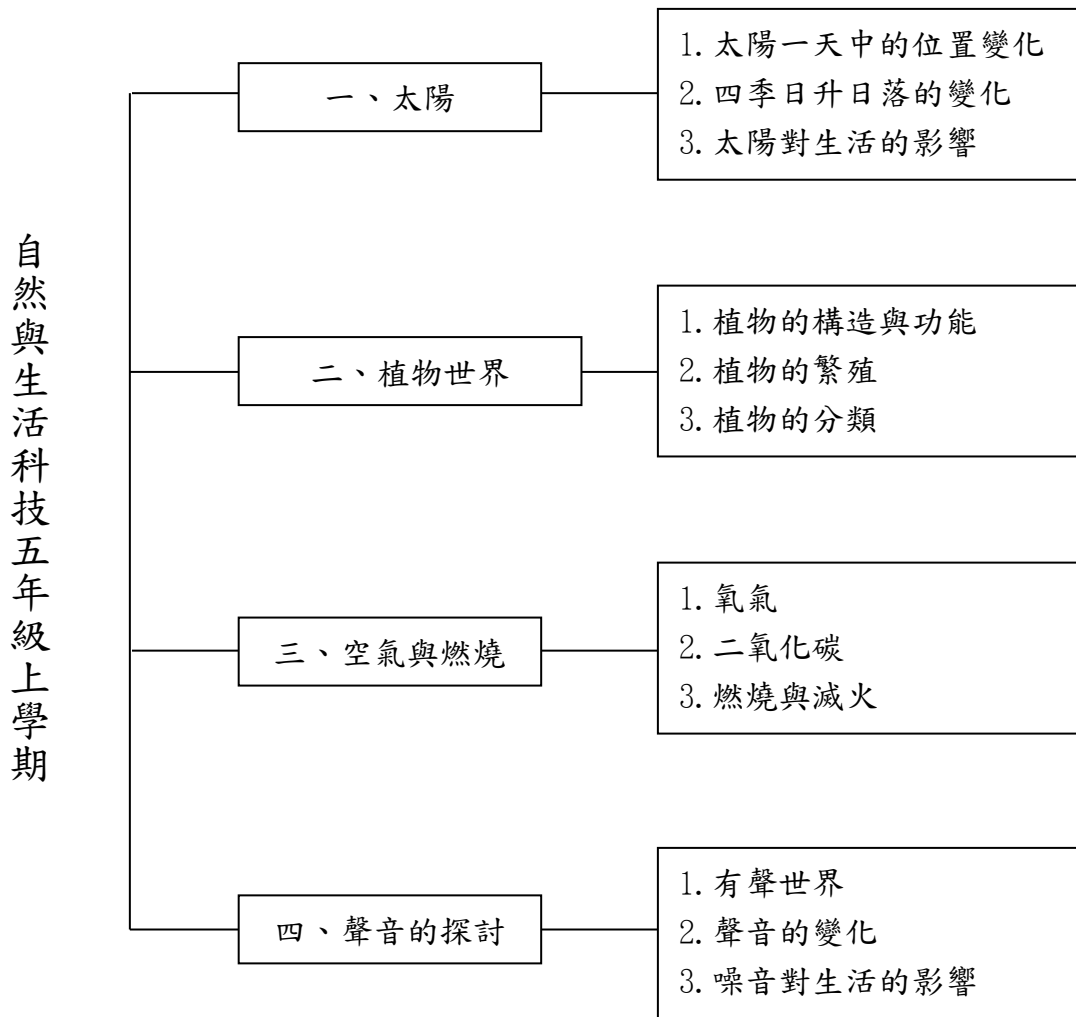 自然與生活科技五年級上學期
一、太陽
1.太陽一天中的位置變化
2.四季日升日落的變化
3.太陽對生活的影響
二、植物世界
1.植物的構造與功能
2.植物的繁殖
3.植物的分類
三、空氣與燃燒
1.氧氣
2.二氧化碳
3.燃燒與滅火
四、聲音的探討
1.有聲世界
2.聲音的變化
3.噪音對生活的影響